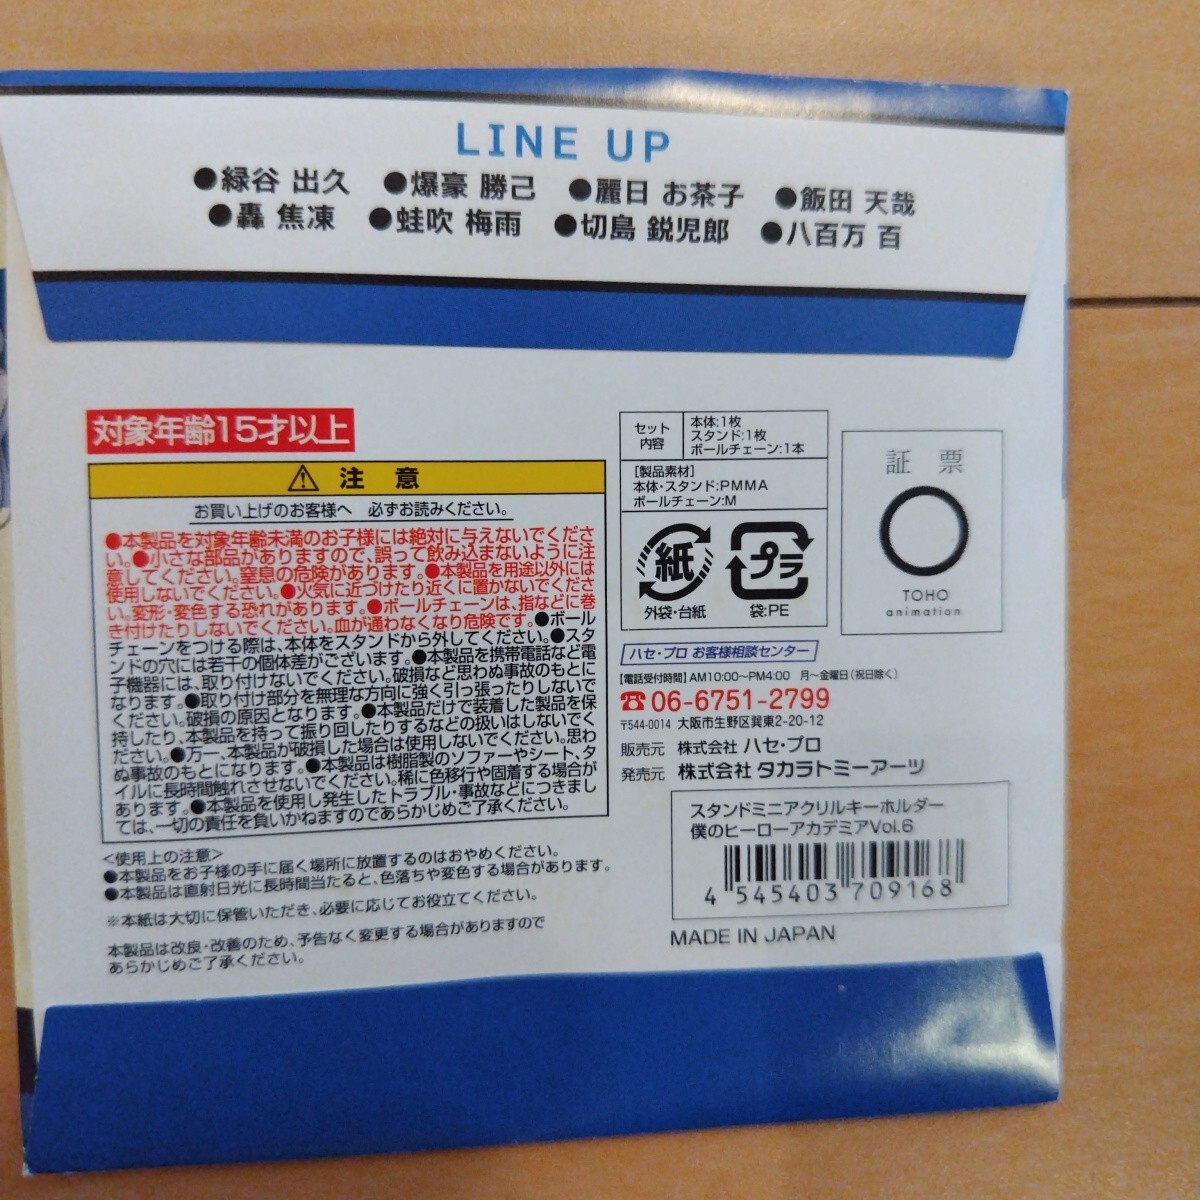 LINE UP
●緑谷 出久 ●爆豪 勝己 ●麗日 お茶子 ●飯田 天哉
●轟 焦凍 ●蛙吹 梅雨 ●切島 鋭児郎 ●八百万 百
対象年齢15才以上
注 意
お買い上げのお客様へ 必ずお読みください。
●本製品を対象年齢未満のお子様には絶対に与えないでくださ
い。●小さな部品がありますので、誤って飲み込まないように注
意してください。窒息の危険があります。●本製品を用途以外には
使用しないでください。●火気に近づけたり近くに置かないでくださ
い。変形・変色する恐れがあります。●ボールチェーンは、指などに巻
き付けたりしないでください。血が通わなくなり危険です。●ボール
チェーンをつける際は、本体をスタンドから外してください。●スタ
ンドの穴には若干の個体差がございます。●本製品を携帯電話など電
子機器には、取り付けないでください。破損など思わぬ事故のもとに
なります。●取り付け部分を無理な方向に強く引っ張ったりしないで
ください。破損の原因となります。●本製品だけで装着した製品を保
持したり、本製品を持って振り回したりするなどの扱いはしないでく
ださい。●万一、本製品が破損した場合は使用しないでください。思わ
ぬ事故のもとになります。●本製品は樹脂製のソファーやシート、タ
イルに長時間触れさせないでください。稀に色移行や固着する場合が
あります。●本製品を使用し発生したトラブル・事故などにつきまし
ては、一切の責任を負いかねますのであらかじめご了承ください。
<使用上の注意>
●本製品をお子様の手に届く場所に放置するのはおやめください。
●本製品は直射日光に長時間当たると、色落ちや変色する場合があります。
※本紙は大切に保管いただき、必要に応じてお役立てください。
本製品は改良・改善のため、予告なく変更する場合がありますので
あらかじめご了承ください。
セット
内容
本体:1枚
スタンド:1枚
ボールチェーン:1本
【製品素材】
本体・スタンド:PMMA
ボールチェーン:M
紙
外袋・台紙
プラ
袋:PE
証 票
TOHO
animation
ハセ・プロ お客様相談センター
【電話受付時間】AM10:00～PM4:00 月～金曜日(祝日除く)
☎06-6751-2799
〒544-0014 大阪市生野区巽東2-20-12
販売元 株式会社 ハセ・プロ
発売元 株式会社 タカラトミーアーツ
スタンドミニアクリルキーホルダー
僕のヒーローアカデミアVol.6
4 545403 709168
MADE IN JAPAN